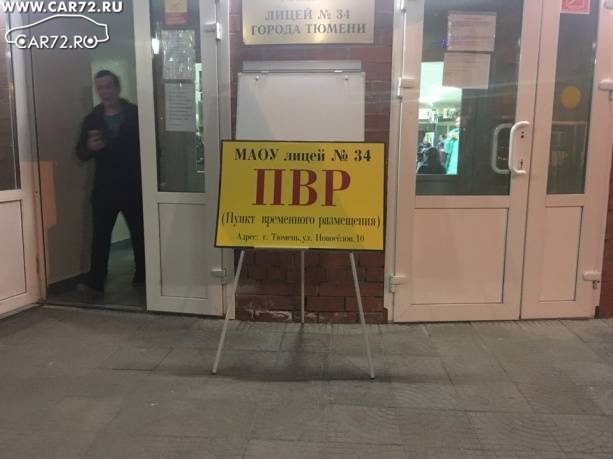 WWW.CAR72.RU
CAR72.RU
ЛИЦЕЙ № 34
ГОРОДА ТЮМЕНИ
МАОУ лицей № 34
ПВР
(Пункт временного размещения)
Адрес: г. Тюмень, ул. Новосёлов, 10